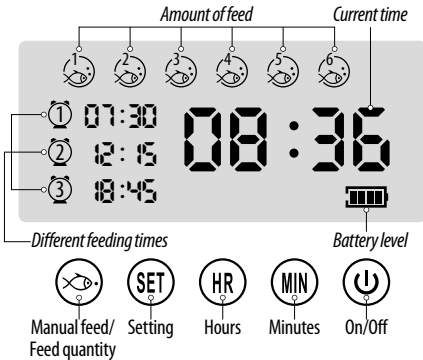 Amount of feed Current time
1 2 3 4 5 6
1 07:30
08:36
2 12:15
3 18:45
Different feeding times Battery level
SET HR MIN
Manual feed/ Setting Hours Minutes On/Off
Feed quantity